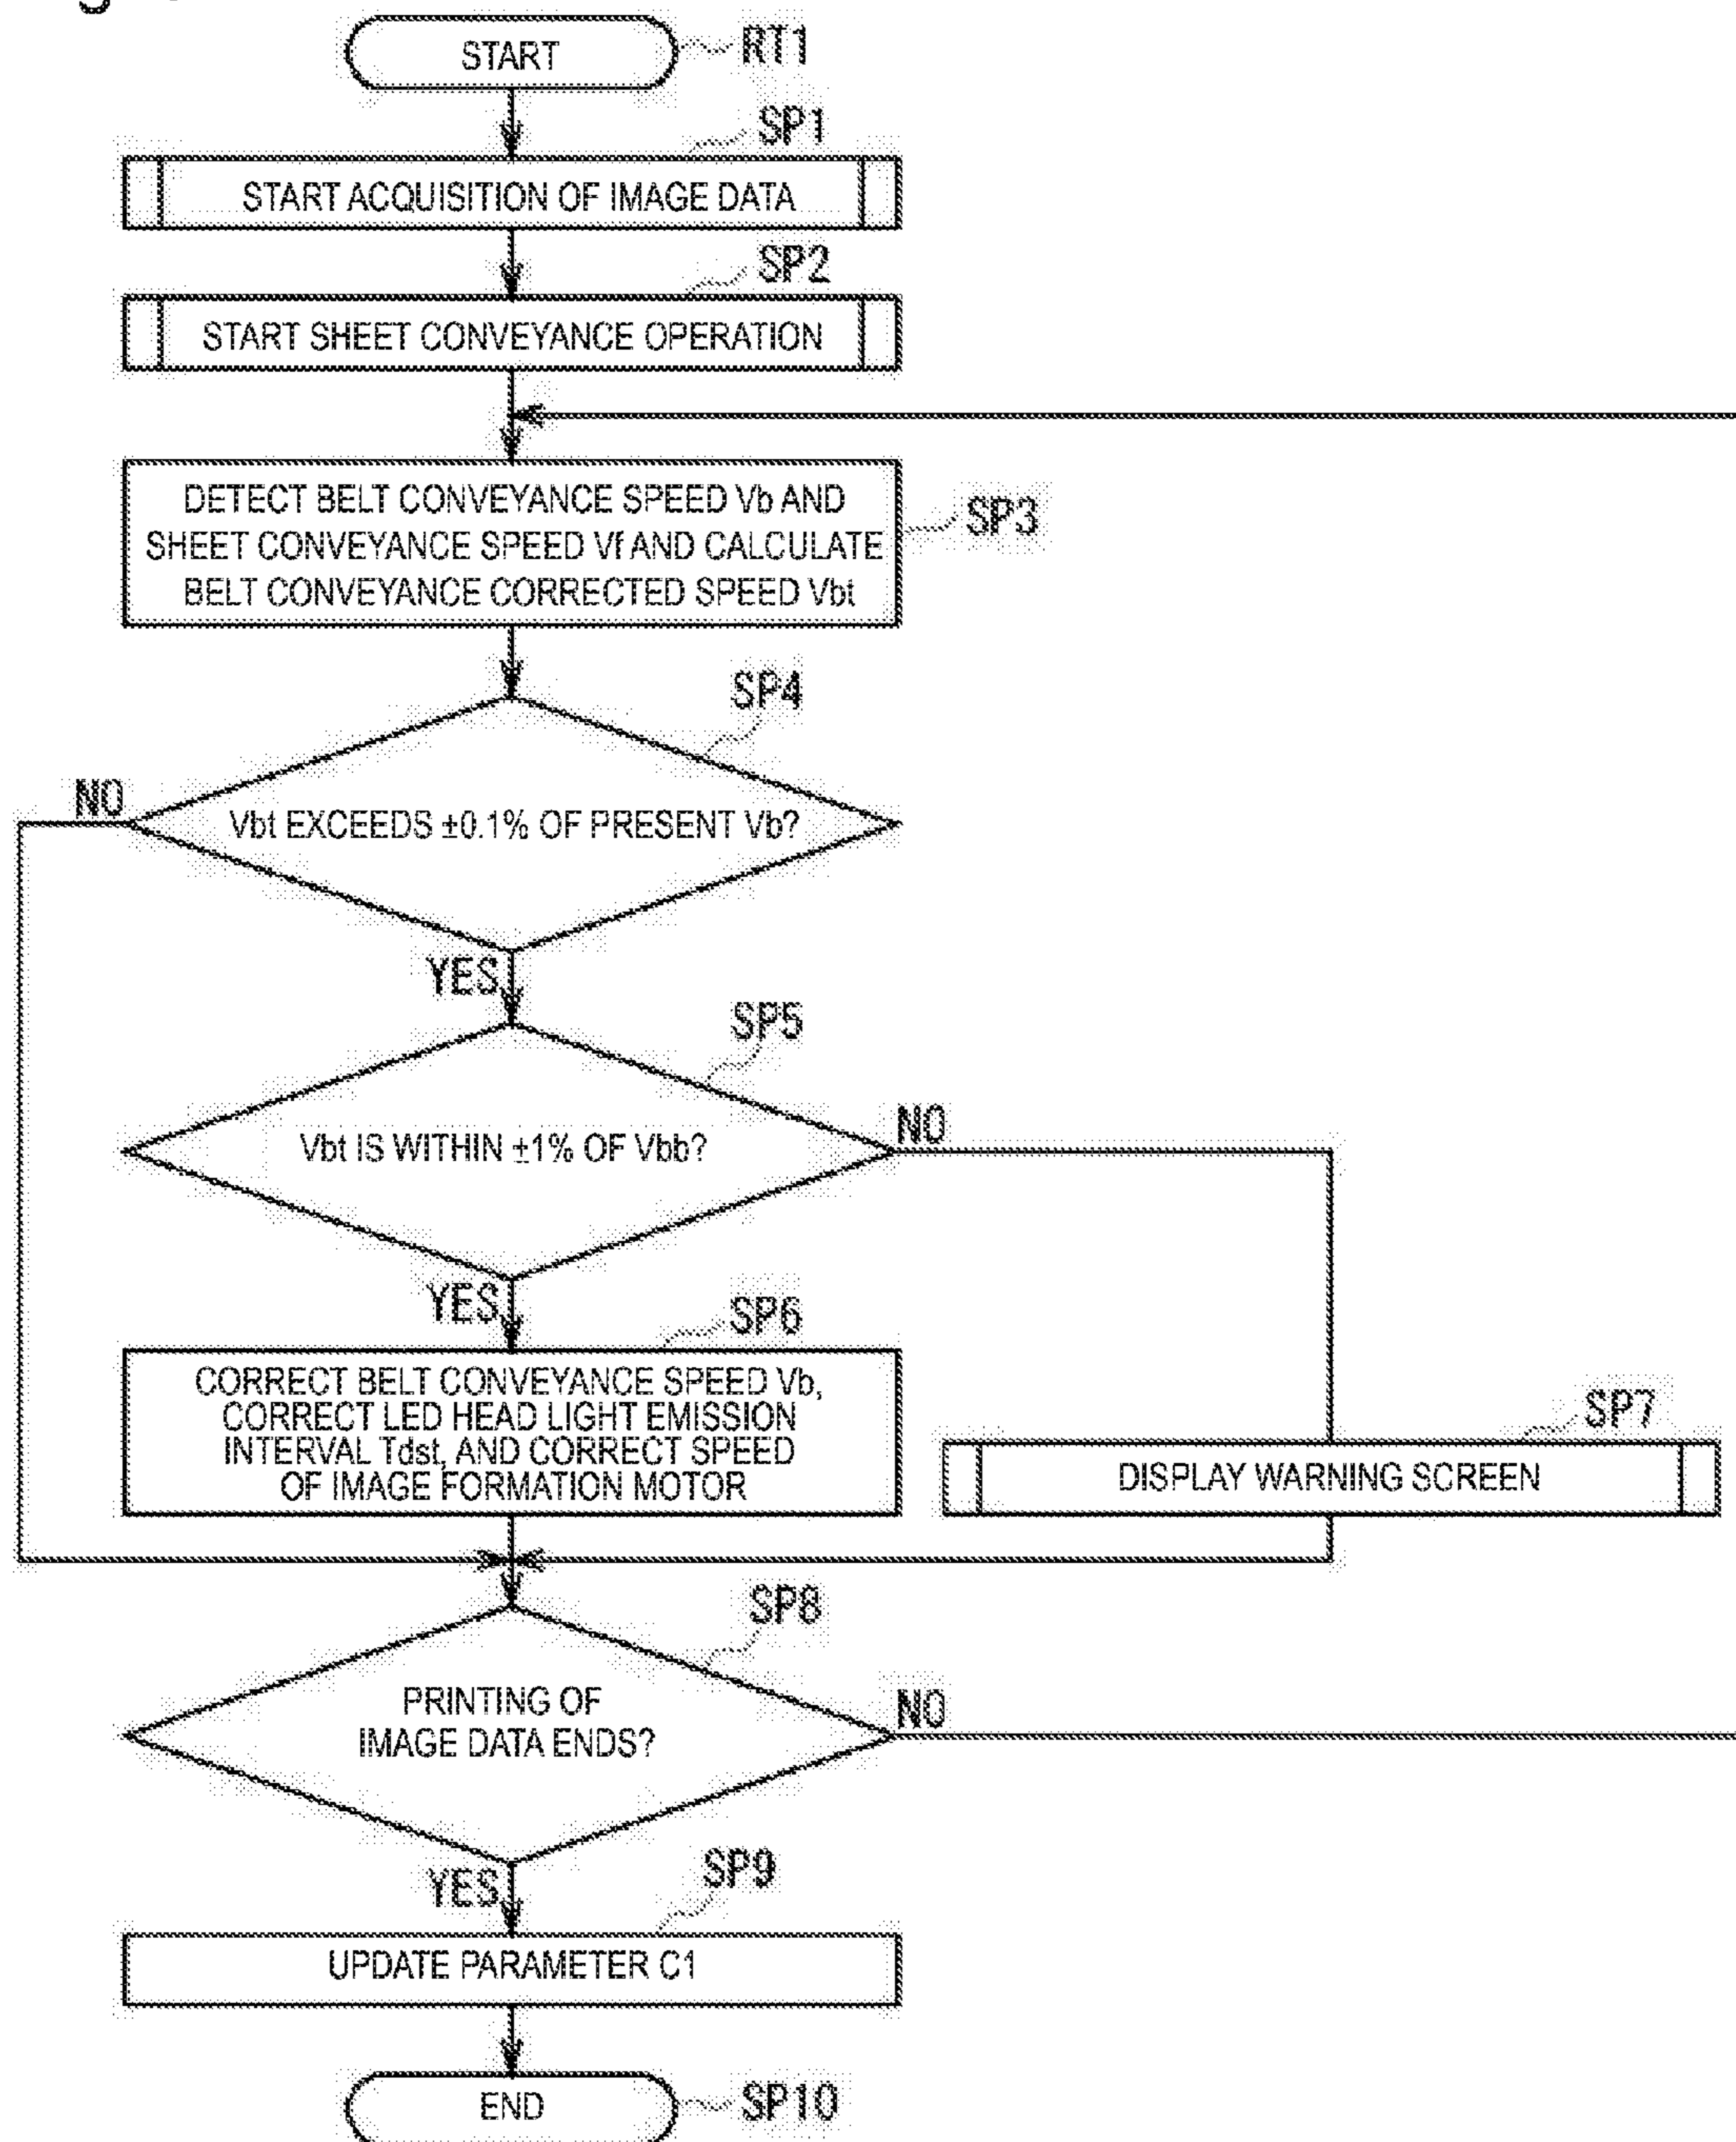 START
RT1
SP1
START ACQUISITION OF IMAGE DATA
SP2
START SHEET CONVEYANCE OPERATION
DETECT BELT CONVEYANCE SPEED Vb AND
SHEET CONVEYANCE SPEED Vf AND CALCULATE
BELT CONVEYANCE CORRECTED SPEED Vbt
SP3
SP4
NO
Vbt EXCEEDS ±0.1% OF PRESENT Vb?
YES
SP5
NO
Vbt IS WITHIN ±1% OF Vbb?
YES
SP6
CORRECT BELT CONVEYANCE SPEED Vb,
CORRECT LED HEAD LIGHT EMISSION
INTERVAL Tdst, AND CORRECT SPEED
OF IMAGE FORMATION MOTOR
SP7
DISPLAY WARNING SCREEN
SP8
PRINTING OF
IMAGE DATA ENDS?
NO
YES
SP9
UPDATE PARAMETER C1
END
SP10